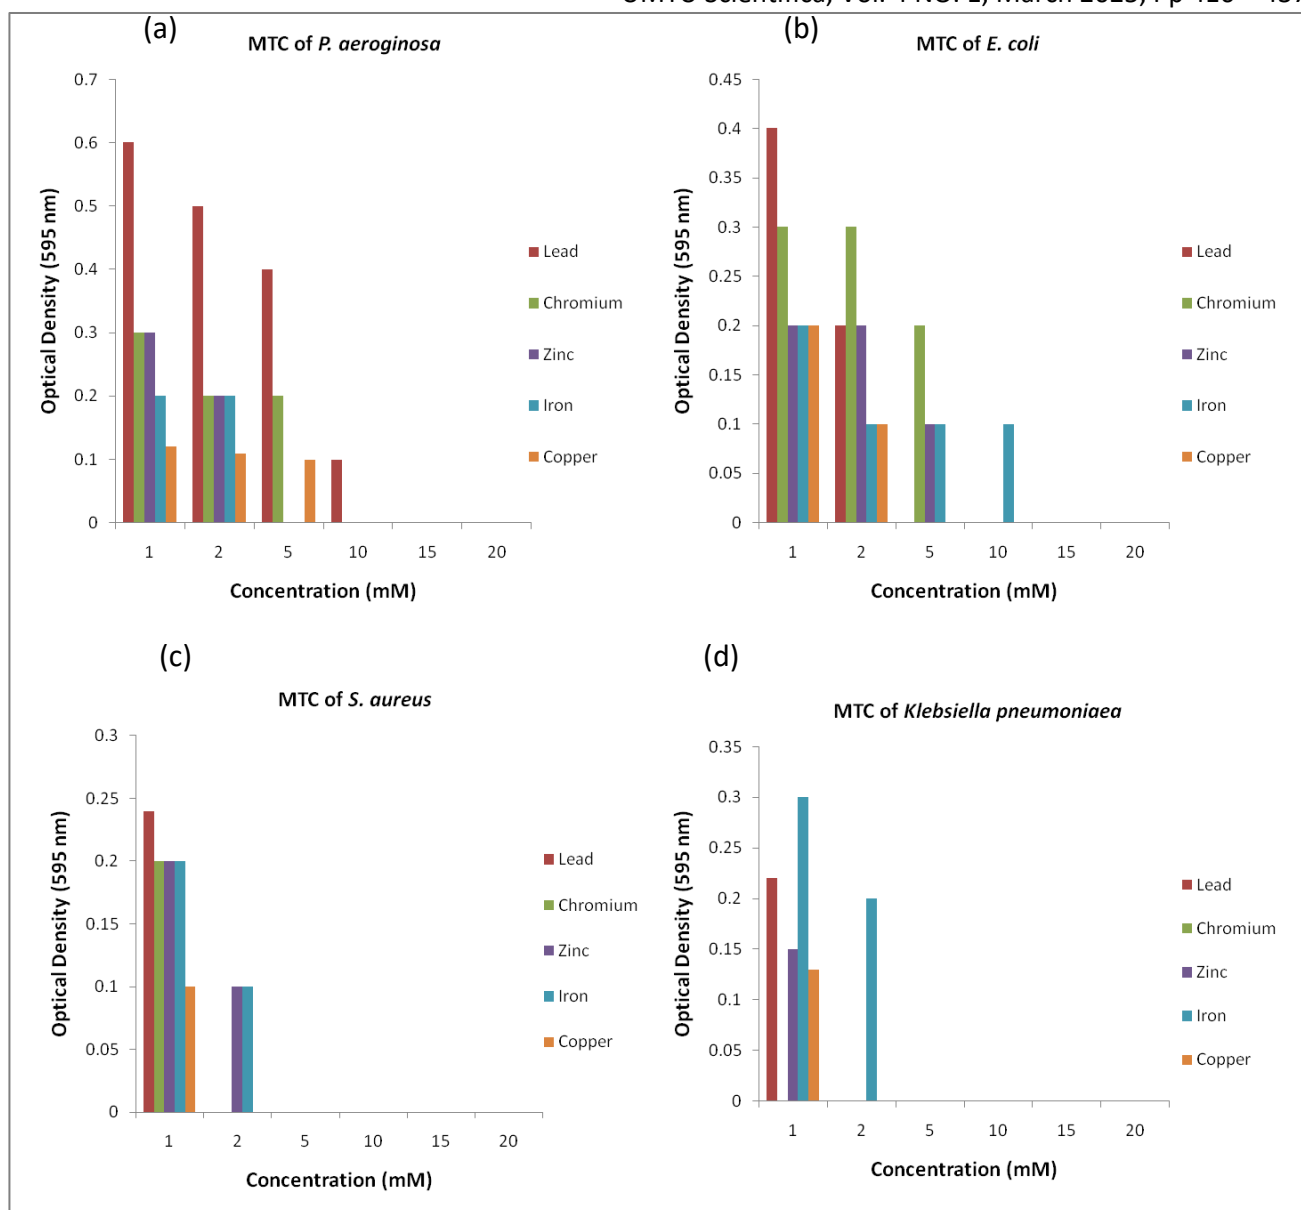 (a)
MTC of P. aeroginosa
Optical Density (595 nm)
0.7
0.6
0.5
0.4
0.3
0.2
0.1
0
1 2 5 10 15 20
Concentration (mM)
Lead
Chromium
Zinc
Iron
Copper
(b)
MTC of E. coli
Optical Density (595 nm)
0.45
0.4
0.35
0.3
0.25
0.2
0.15
0.1
0.05
0
1 2 5 10 15 20
Concentration (mM)
Lead
Chromium
Zinc
Iron
Copper
(c)
MTC of S. aureus
Optical Density (595 nm)
0.3
0.25
0.2
0.15
0.1
0.05
0
1 2 5 10 15 20
Concentration (mM)
Lead
Chromium
Zinc
Iron
Copper
(d)
MTC of Klebsiella pneumoniaea
Optical Density (595 nm)
0.35
0.3
0.25
0.2
0.15
0.1
0.05
0
1 2 5 10 15 20
Concentration (mM)
Lead
Chromium
Zinc
Iron
Copper